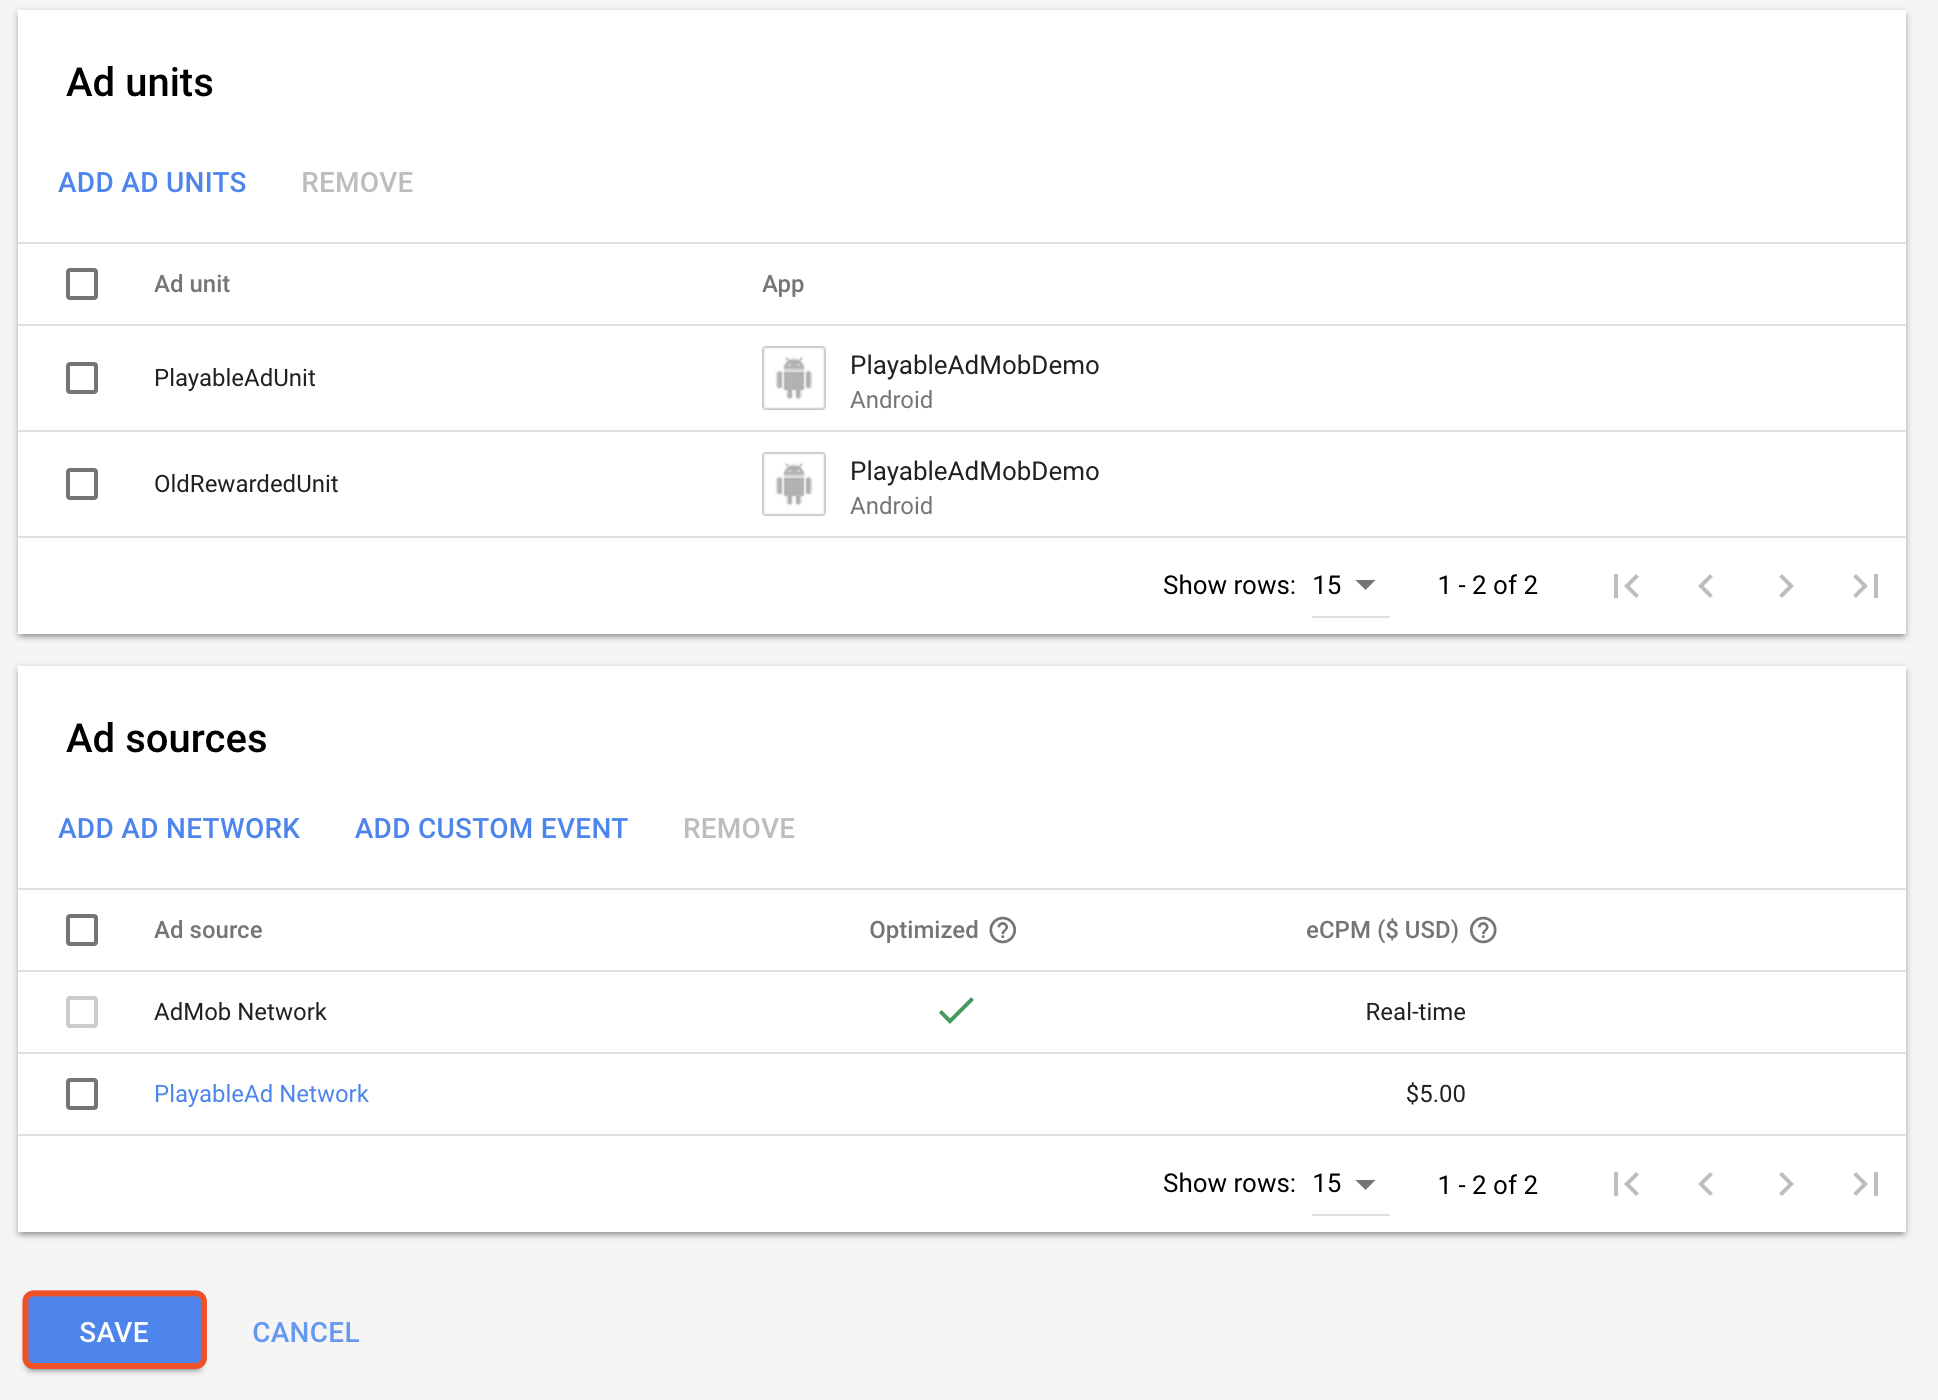 Ad units
ADD AD UNITS REMOVE
Ad unit App
PlayableAdUnit PlayableAdMobDemo
Android
OldRewardedUnit PlayableAdMobDemo
Android
Show rows: 15 1 - 2 of 2
Ad sources
ADD AD NETWORK ADD CUSTOM EVENT REMOVE
Ad source Optimized ? eCPM ($ USD) ?
AdMob Network Real-time
PlayableAd Network $5.00
Show rows: 15 1 - 2 of 2
SAVE CANCEL